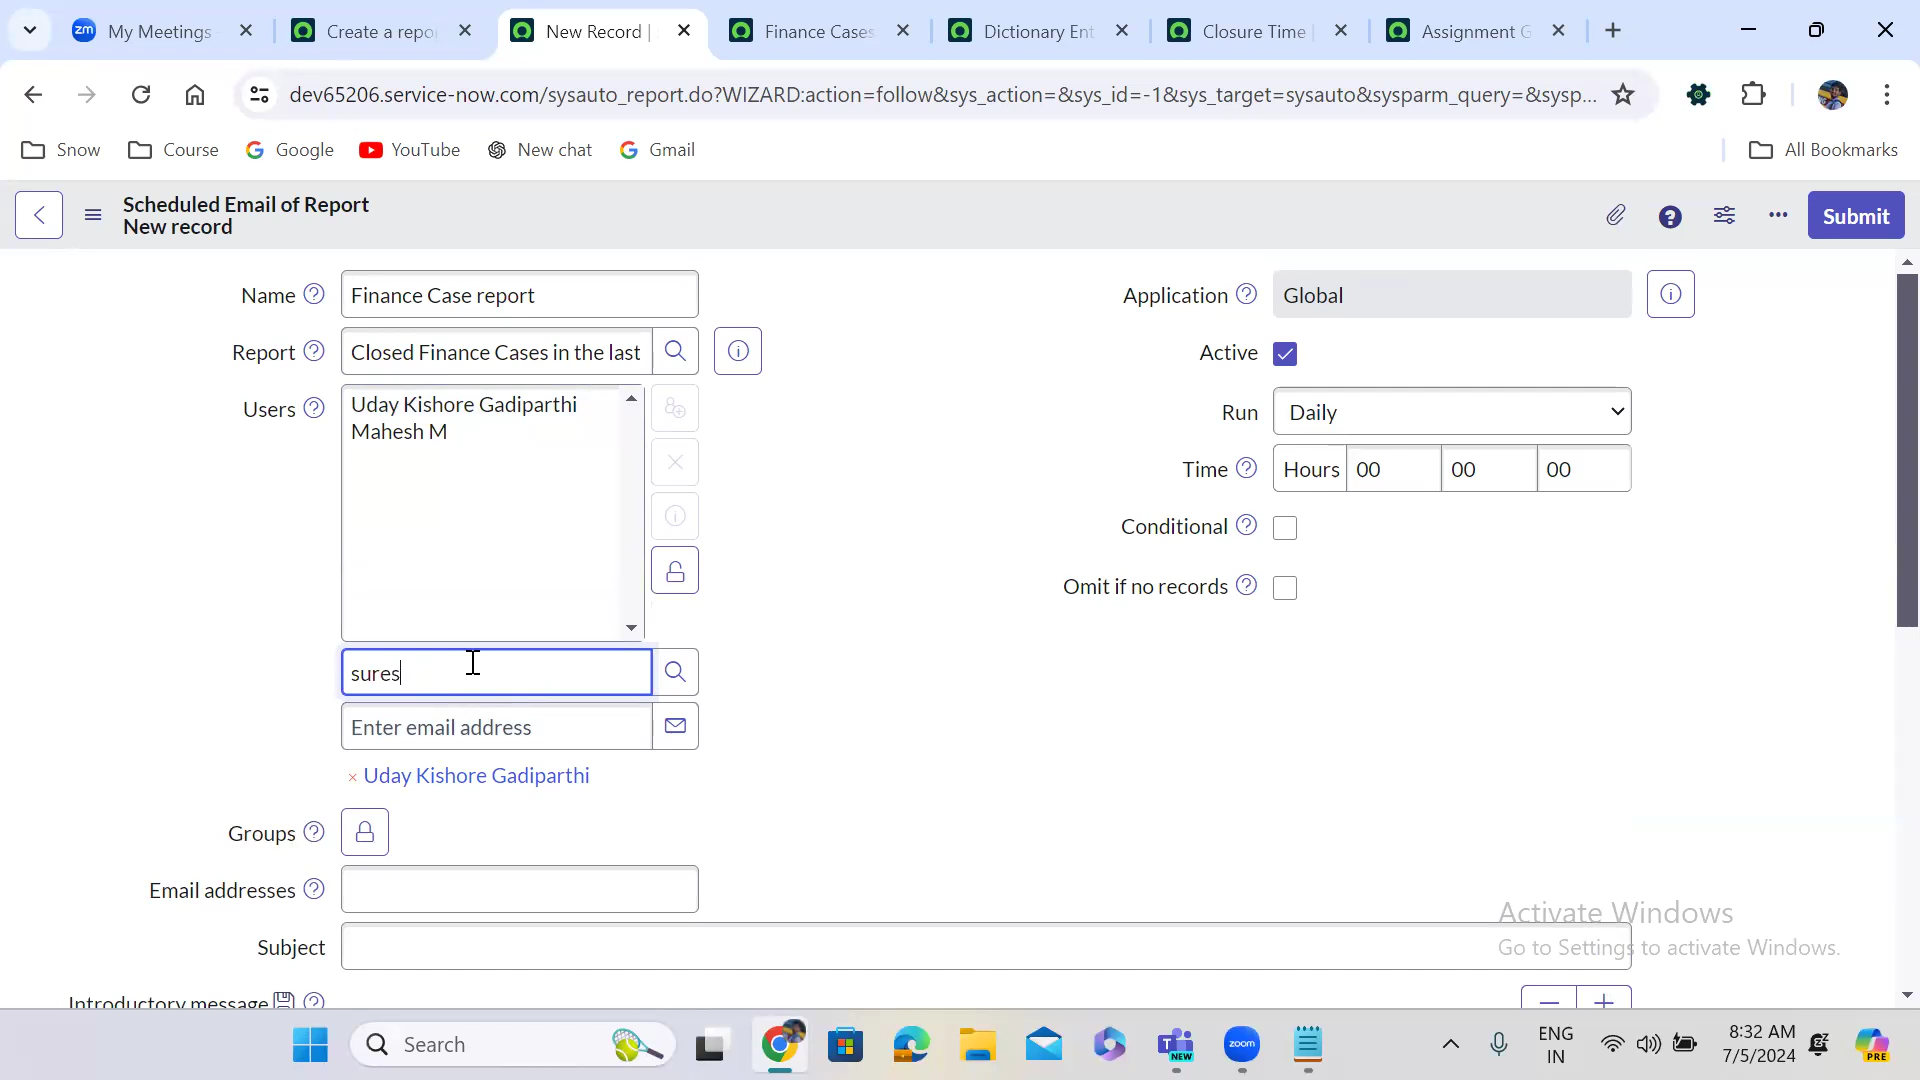 zm My Meetings
Create a repo
New Record |
Finance Cases
Dictionary Ent
Closure Time |
Assignment G
dev65206.service-now.com/sysauto_report.do?WIZARD:action=follow&sys_action=&sys_id=-1&sys_target=sysauto&sysparm_query=&sysp...
Snow
Course
Google
YouTube
New chat
Gmail
All Bookmarks
Scheduled Email of Report
New record
Submit
Name
Finance Case report
Application
Global
Report
Closed Finance Cases in the last
Active
Users
Uday Kishore Gadiparthi
Mahesh M
Run
Daily
Time
Hours 00 00 00
Conditional
Omit if no records
sures
Enter email address
× Uday Kishore Gadiparthi
Groups
Email addresses
Subject
Introductory message
Activate Windows
Go to Settings to activate Windows.
Search
NEW
zoom
ENG
IN
8:32 AM
7/5/2024
PRE